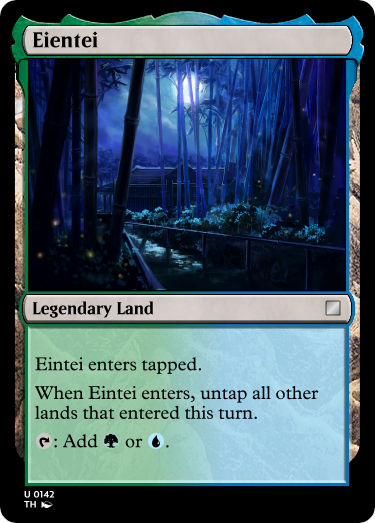 Eientei
Legendary Land
Eintei enters tapped.
When Eintei enters, untap all other
lands that entered this turn.
: Add or .
U 0142
TH